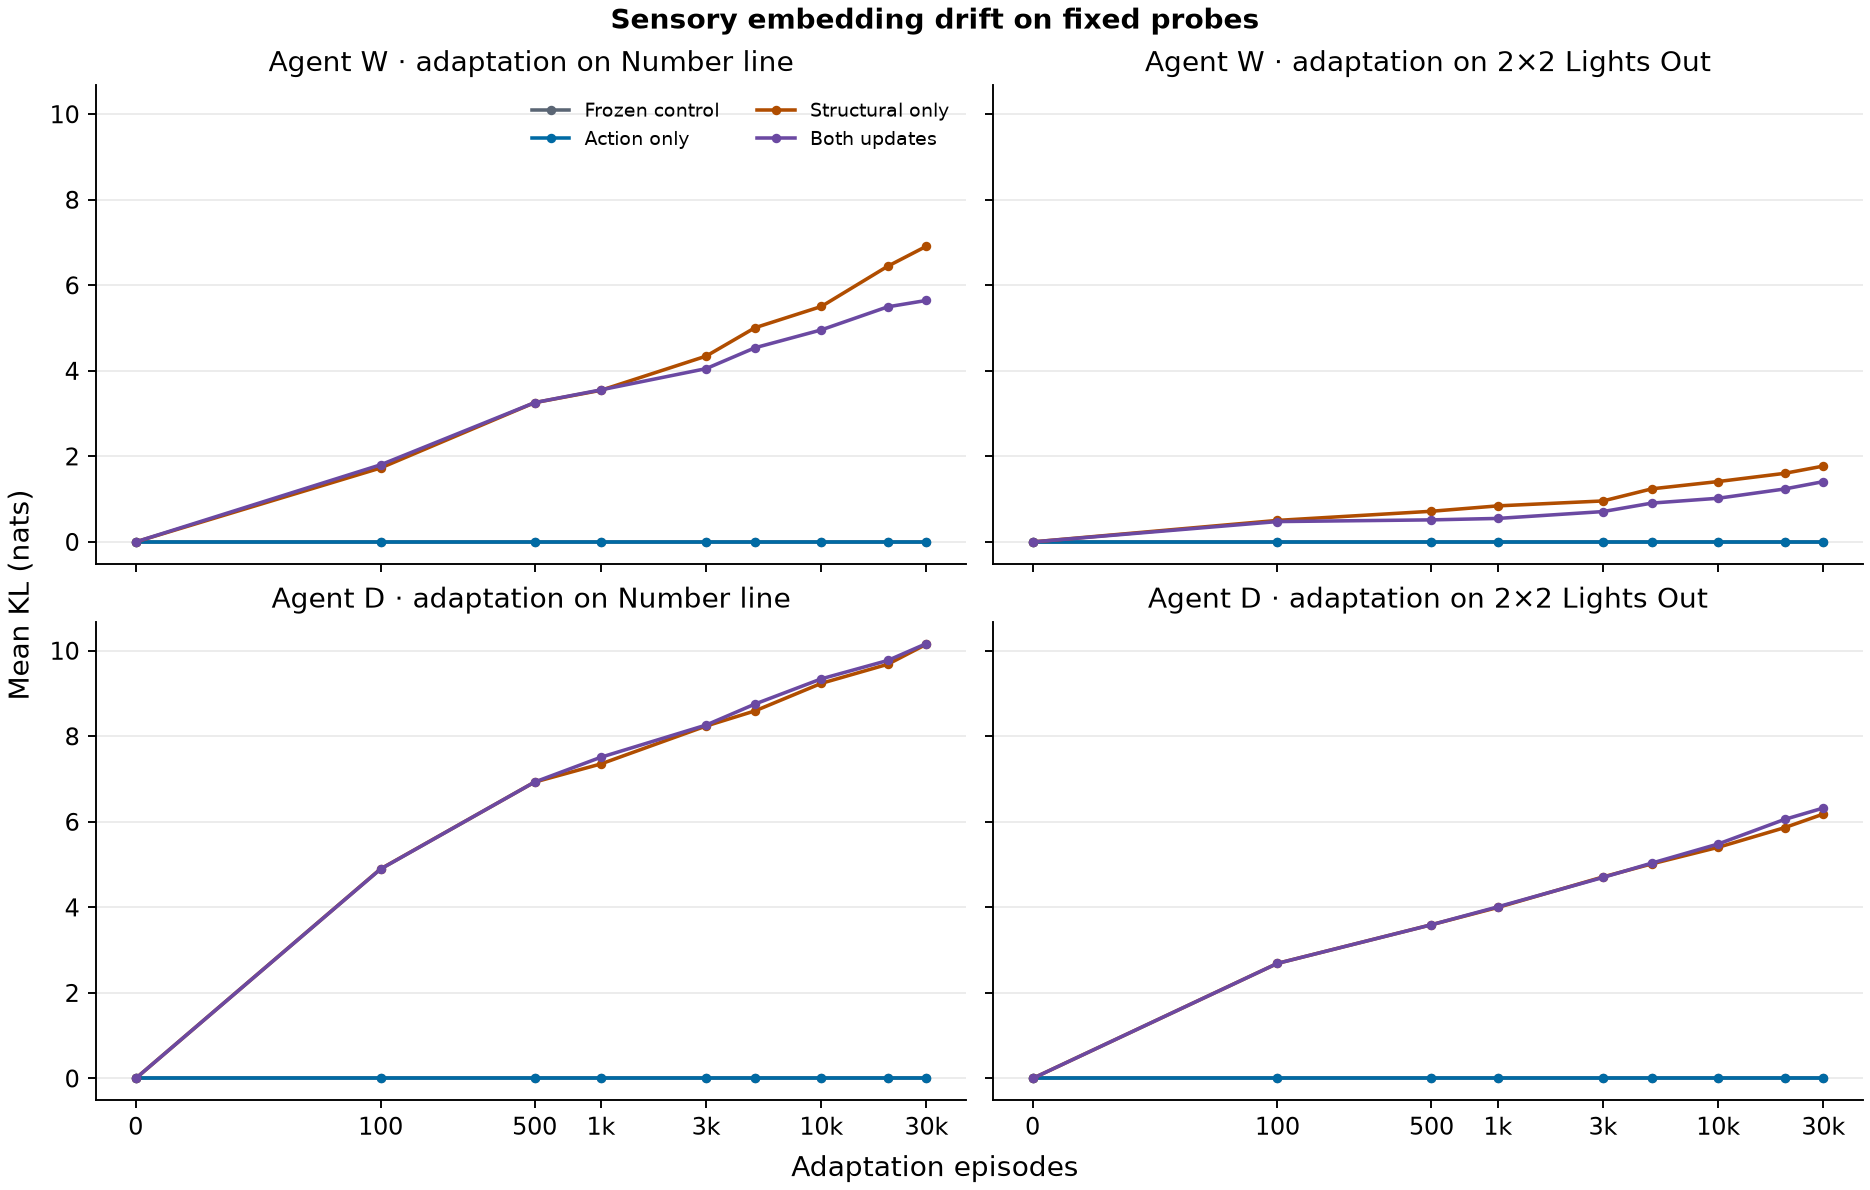 Sensory embedding drift on fixed probes
Agent W · adaptation on Number line
Agent W · adaptation on 2×2 Lights Out
Frozen control
Structural only
Action only
Both updates
10
8
6
4
2
0
Agent D · adaptation on Number line
Agent D · adaptation on 2×2 Lights Out
Mean KL (nats)
10
8
6
4
2
0
0 100 500 1k 3k 10k 30k
0 100 500 1k 3k 10k 30k
Adaptation episodes